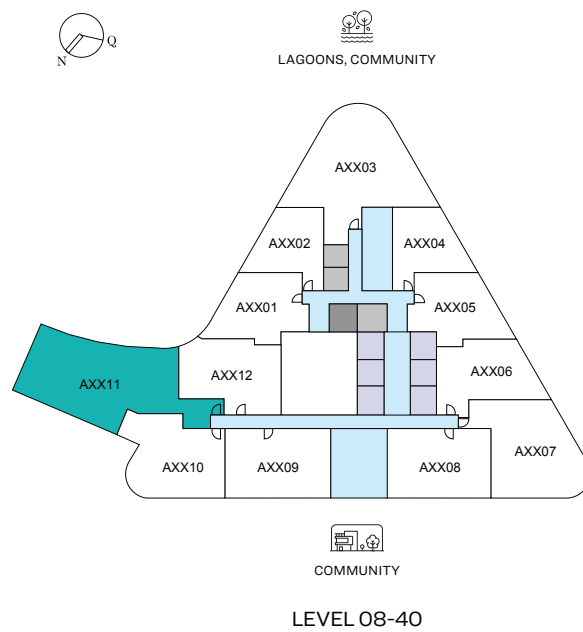 N
Q
LAGOONS, COMMUNITY
AXX03
AXX02
AXX04
AXX01
AXX05
AXX11
AXX12
AXX06
AXX10
AXX09
AXX08
AXX07
COMMUNITY
LEVEL 08-40